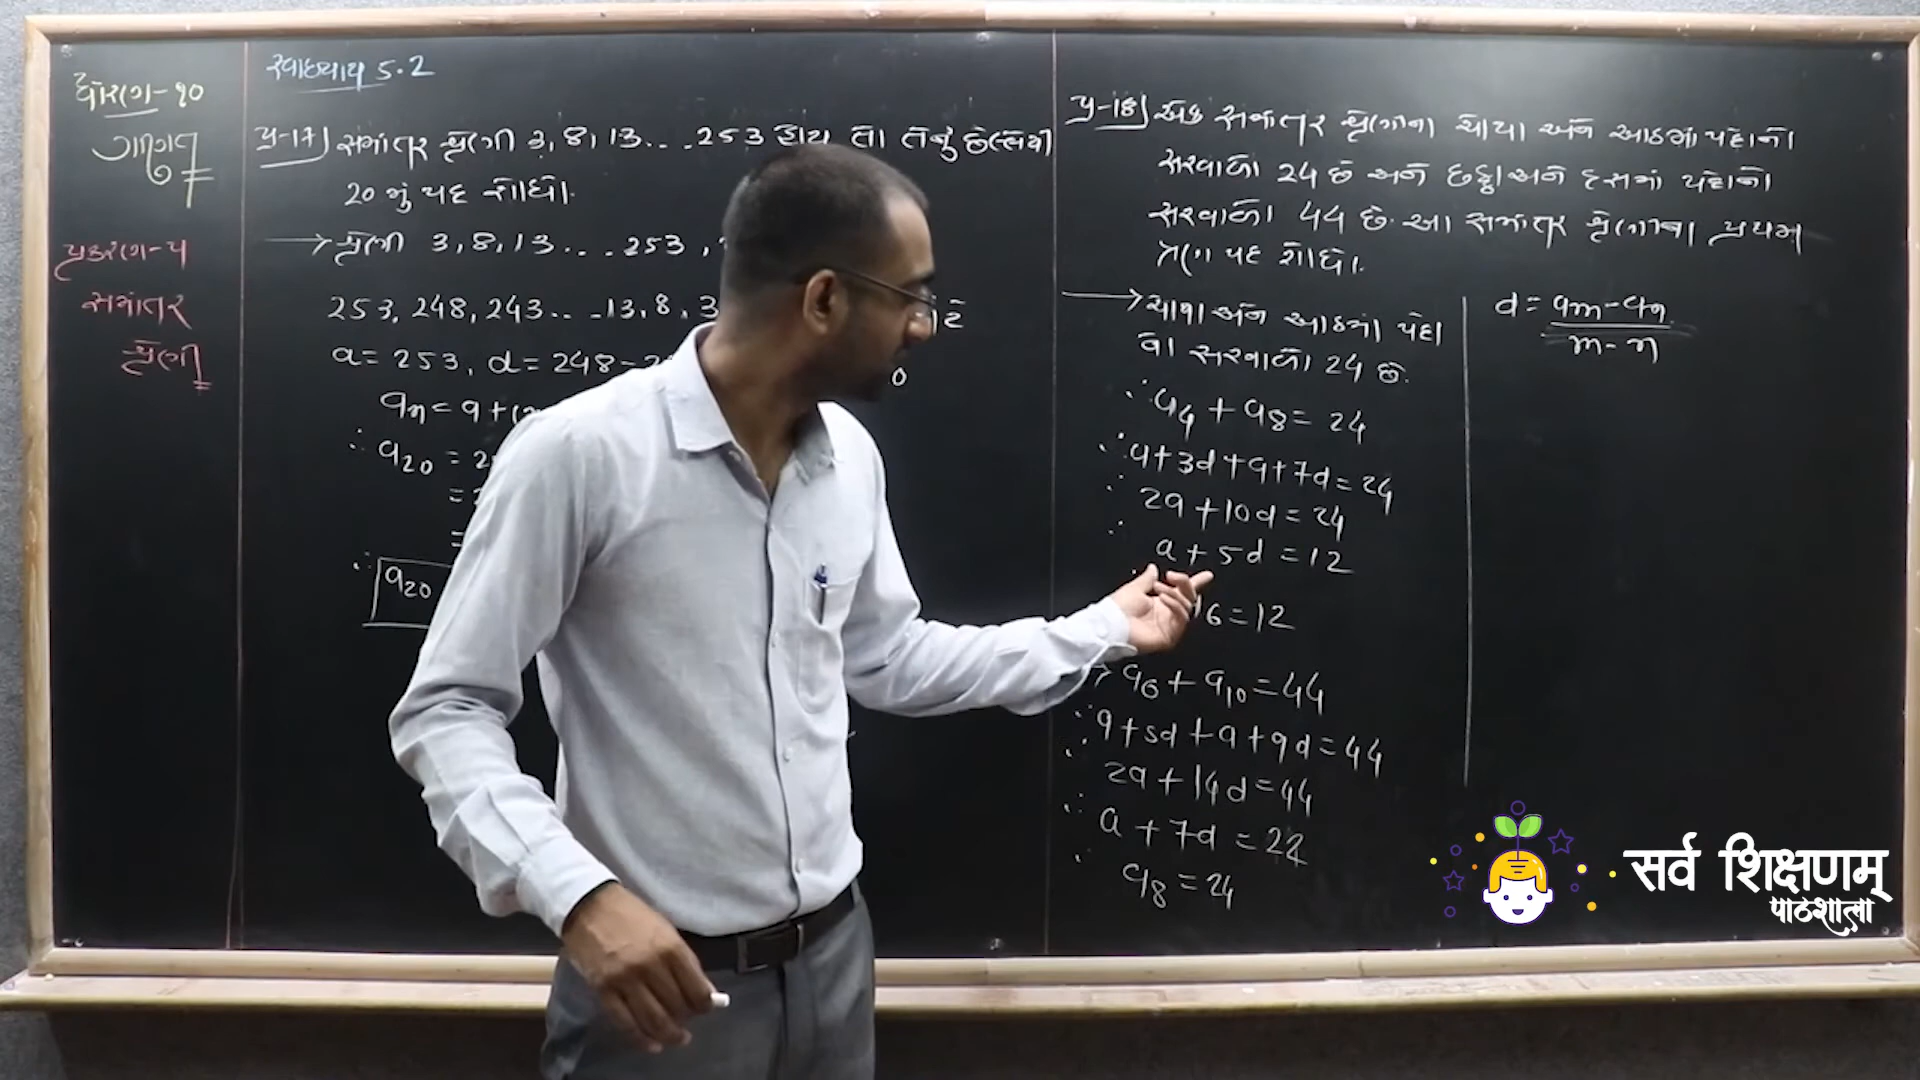 ધોરણ-૧૦
ગણિત
પ્રકરણ-૫
સમાંતર
શ્રેણી
સ્વાધ્યાય 5.2
પ્ર-17) સમાંતર શ્રેણી 3, 8, 13... 253 હોય તો તેનું છેલ્લેથી
20 મું પદ શોધો.
→ શ્રેણી 3, 8, 13... 253,
253, 248, 243... 13, 8, 3
a = 253, d = 248 -
an = a + (
∴ a20 = 2
=
=
∴ a20
પ્ર-18) એક સમાંતર શ્રેણીના ચોથા અને આઠમાં પદોનો
સરવાળો 24 છે અને છઠ્ઠા અને દસમાં પદોનો
સરવાળો 44 છે. આ સમાંતર શ્રેણીના પ્રથમ
ત્રણ પદ શોધો.
→ ચોથા અને આઠમાં પદો
નો સરવાળો 24 છે.
∴ a4 + a8 = 24
∴ a + 3d + a + 7d = 24
∴ 2a + 10d = 24
∴ a + 5d = 12
6 = 12
→ a6 + a10 = 44
∴ a + 5d + a + 9d = 44
∴ 2a + 14d = 44
∴ a + 7d = 22
∴ a8 = 24
d = am - an
m - n
सर्व शिक्षणम्
पाठशाला